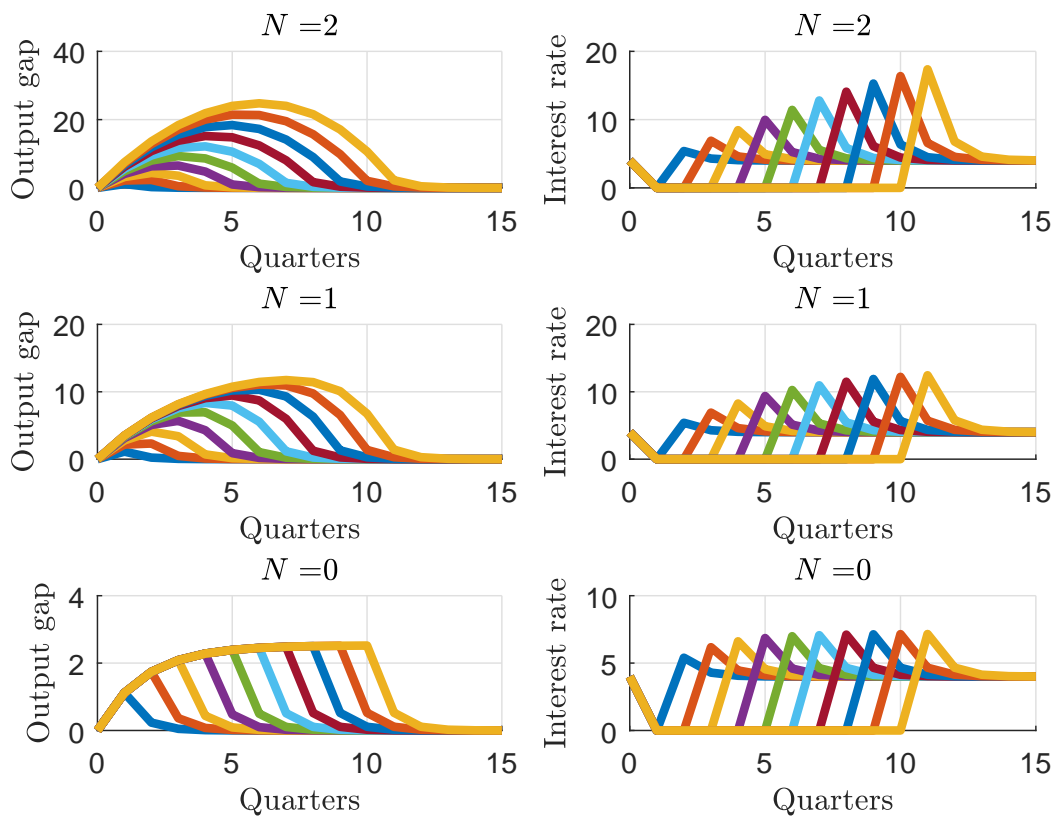 N =2
Output gap
40
20
0
0 5 10 15
Quarters
N =2
Interest rate
20
10
0
0 5 10 15
Quarters
N =1
Output gap
20
10
0
0 5 10 15
Quarters
N =1
Interest rate
20
10
0
0 5 10 15
Quarters
N =0
Output gap
4
2
0
0 5 10 15
Quarters
N =0
Interest rate
10
5
0
0 5 10 15
Quarters